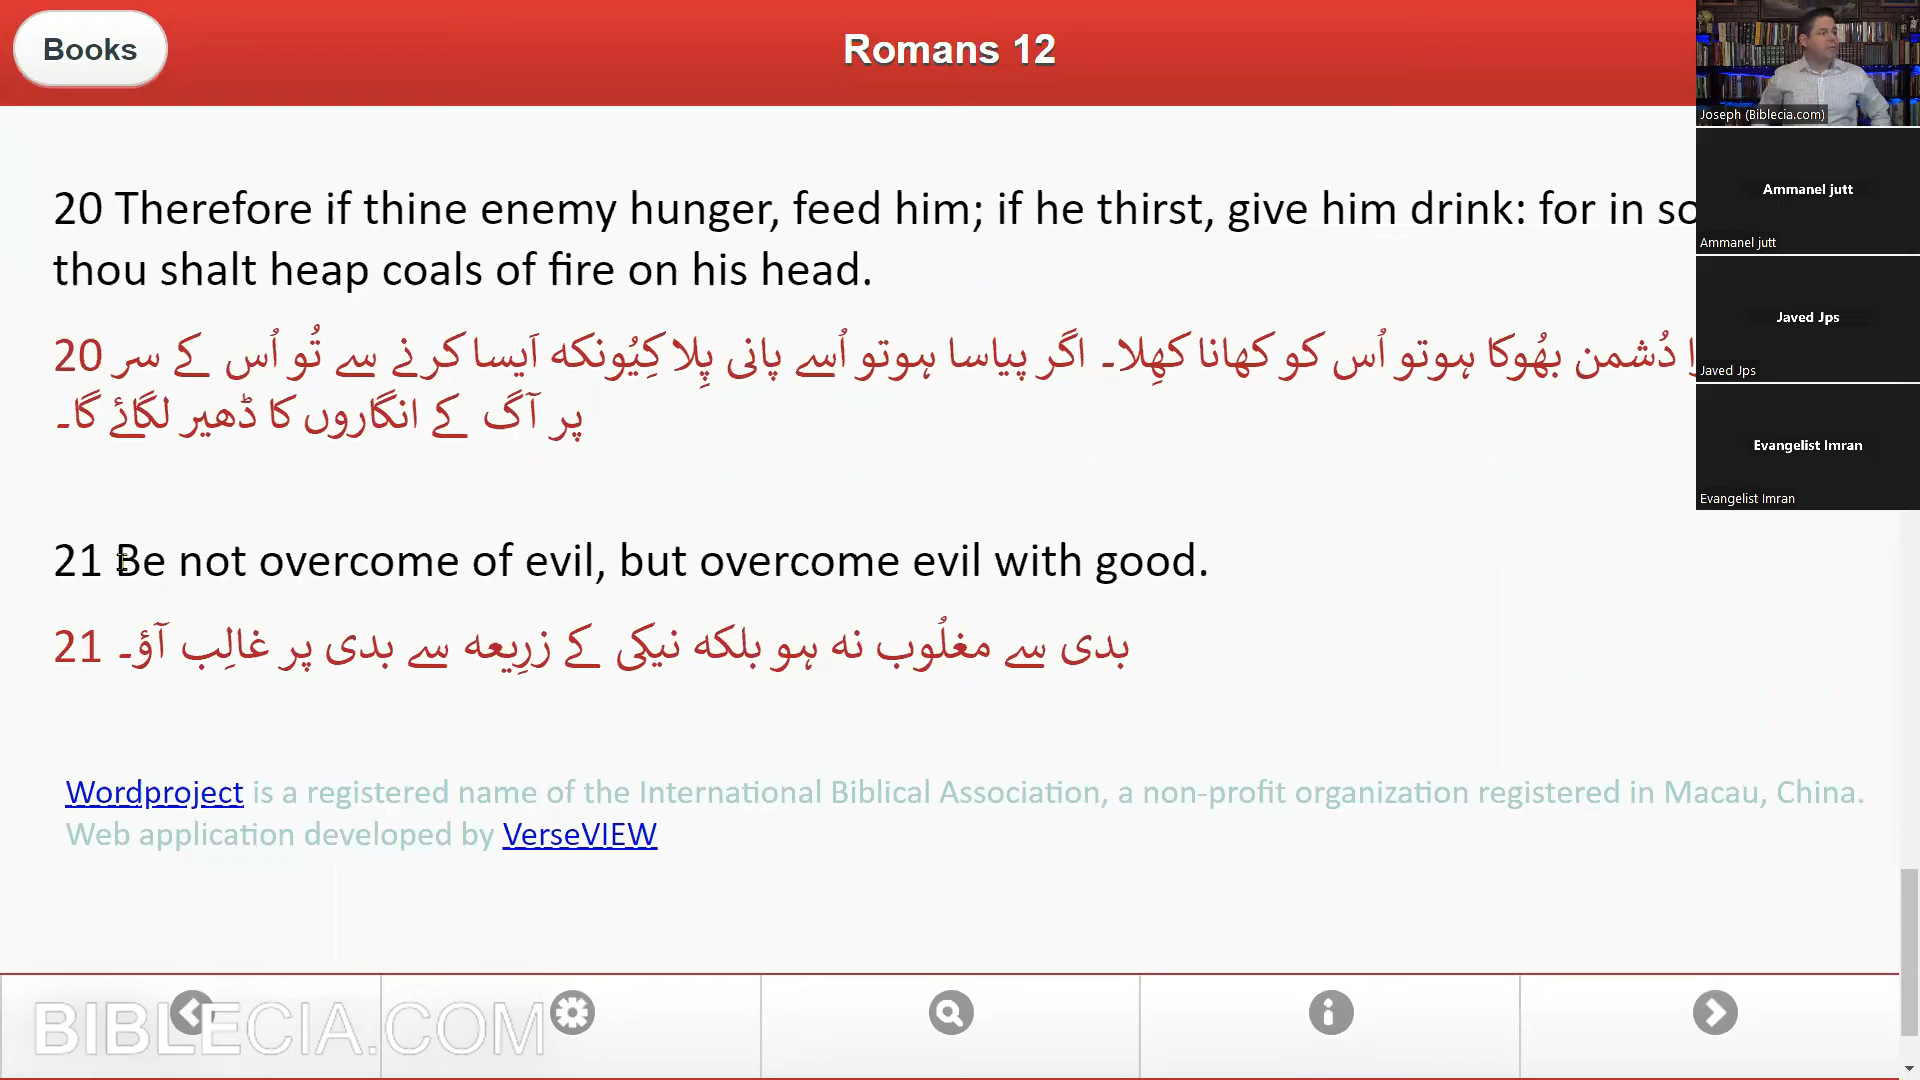 Books
Romans 12
20 Therefore if thine enemy hunger, feed him; if he thirst, give him drink: for in so
thou shalt heap coals of fire on his head.
20 دُشمن بھُوکا ہوتو اُس کو کھانا کھِلا۔ اگر پیاسا ہوتو اُسے پانی پِلا کِیُونکہ اَیسا کرنے سے تُو اُس کے سر
پر آگ کے انگاروں کا ڈھیر لگائے گا۔
21 Be not overcome of evil, but overcome evil with good.
21 بدی سے مغلُوب نہ ہو بلکہ نیکی کے زرِیعہ سے بدی پر غالِب آؤ۔
Wordproject is a registered name of the International Biblical Association, a non-profit organization registered in Macau, China.
Web application developed by VerseVIEW
BIBLECIA.COM
Joseph (Biblecia.com)
Ammanel jutt
Ammanel jutt
Javed Jps
Javed Jps
Evangelist Imran
Evangelist Imran